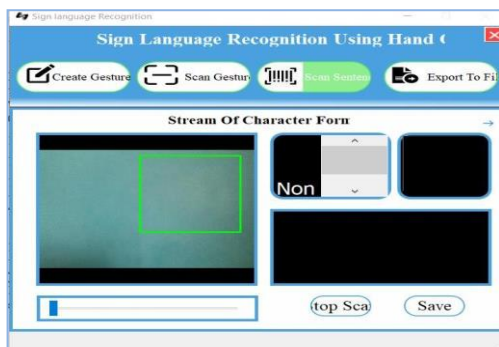 Sign language Recognition
Sign Language Recognition Using Hand G
Create Gesture Scan Gestur Scan Senten Export To Fil
Stream Of Character Form
Non
top Sca Save